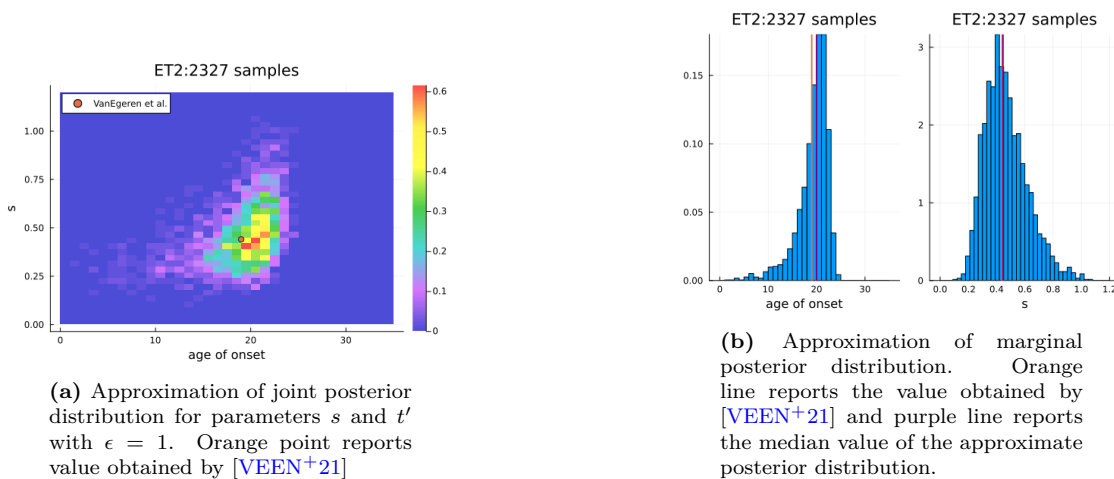 ET2:2327 samples
VanEgeren et al.
s
1.00
0.75
0.50
0.25
0.00
0 10 20 30
age of onset
0.6
0.5
0.4
0.3
0.2
0.1
0
(a) Approximation of joint posterior
distribution for parameters s and t′
with ϵ = 1. Orange point reports
value obtained by [VEEN+21]
ET2:2327 samples
0.15
0.10
0.05
0.00
0 10 20 30
age of onset
ET2:2327 samples
3
2
1
0
0.0 0.2 0.4 0.6 0.8 1.0 1.2
s
(b) Approximation of marginal
posterior distribution. Orange
line reports the value obtained by
[VEEN+21] and purple line reports
the median value of the approximate
posterior distribution.